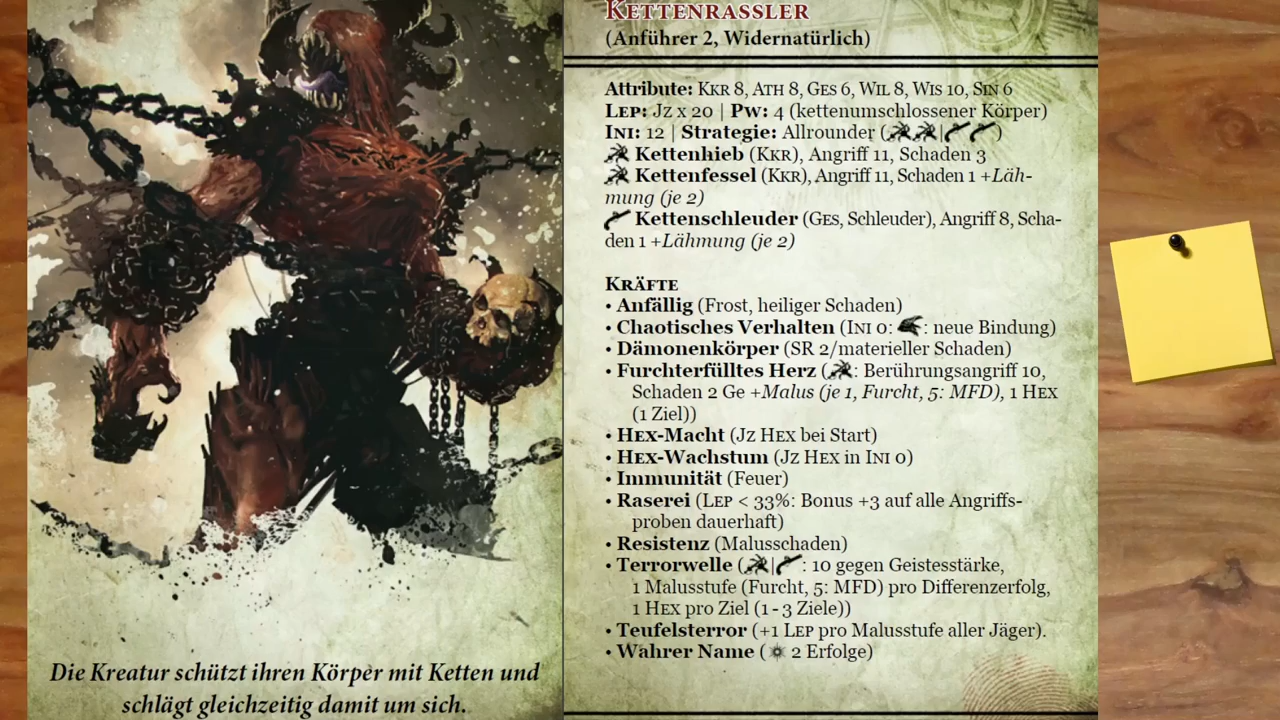 Kettenrassler
(Anführer 2, Widernatürlich)
Attribute: Kkr 8, Ath 8, Ges 6, Wil 8, Wis 10, Sin 6
Lep: Jz x 20 | Pw: 4 (kettenumschlossener Körper)
Ini: 12 | Strategie: Allrounder ( | )
Kettenhieb (Kkr), Angriff 11, Schaden 3
Kettenfessel (Kkr), Angriff 11, Schaden 1 +Läh-
mung (je 2)
Kettenschleuder (Ges, Schleuder), Angriff 8, Scha-
den 1 +Lähmung (je 2)
Kräfte
• Anfällig (Frost, heiliger Schaden)
• Chaotisches Verhalten (Ini 0: : neue Bindung)
• Dämonenkörper (SR 2/materieller Schaden)
• Furchterfülltes Herz ( : Berührungsangriff 10,
Schaden 2 Ge +Malus (je 1, Furcht, 5: MFD), 1 Hex
(1 Ziel))
• Hex-Macht (Jz Hex bei Start)
• Hex-Wachstum (Jz Hex in Ini 0)
• Immunität (Feuer)
• Raserei (Lep < 33%: Bonus +3 auf alle Angriffs-
proben dauerhaft)
• Resistenz (Malusschaden)
• Terrorwelle ( | : 10 gegen Geistesstärke,
1 Malusstufe (Furcht, 5: MFD) pro Differenzerfolg,
1 Hex pro Ziel (1 - 3 Ziele))
• Teufelsterror (+1 Lep pro Malusstufe aller Jäger).
• Wahrer Name ( 2 Erfolge)
Die Kreatur schützt ihren Körper mit Ketten und
schlägt gleichzeitig damit um sich.